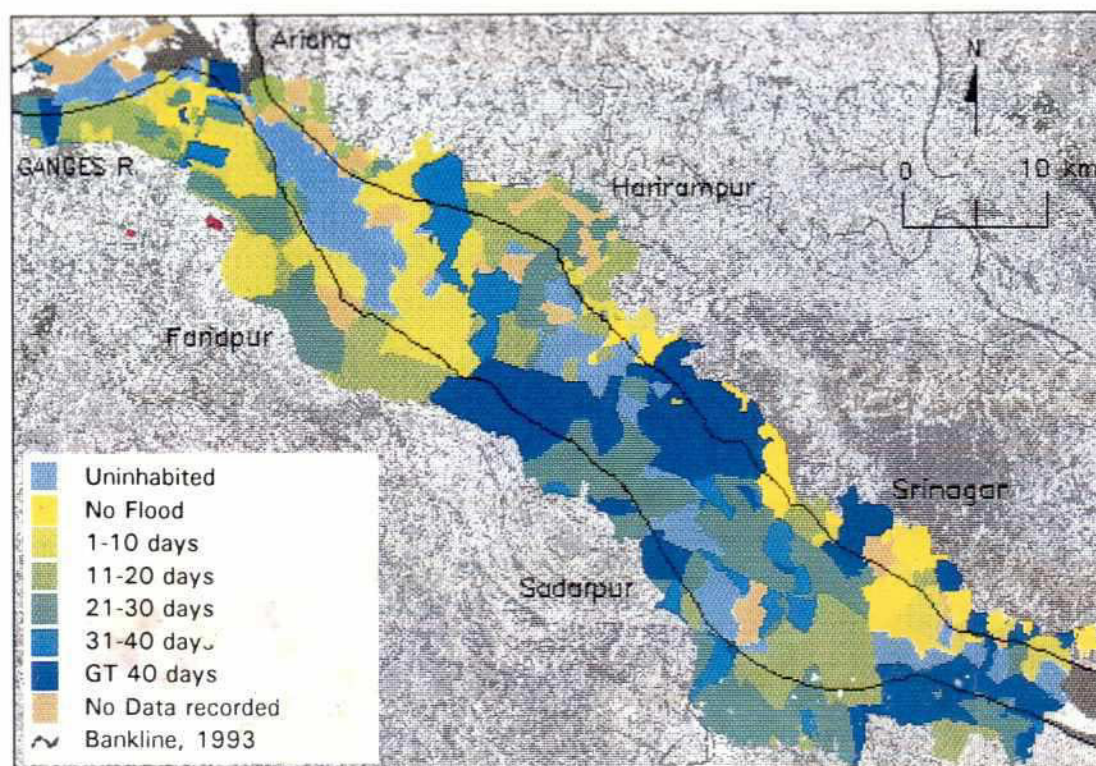 Aricha
N
0 10 km
GANGES R.
Harirampur
Faridpur
Srinagar
Sadarpur
Uninhabited
No Flood
1-10 days
11-20 days
21-30 days
31-40 days
GT 40 days
No Data recorded
Bankline, 1993